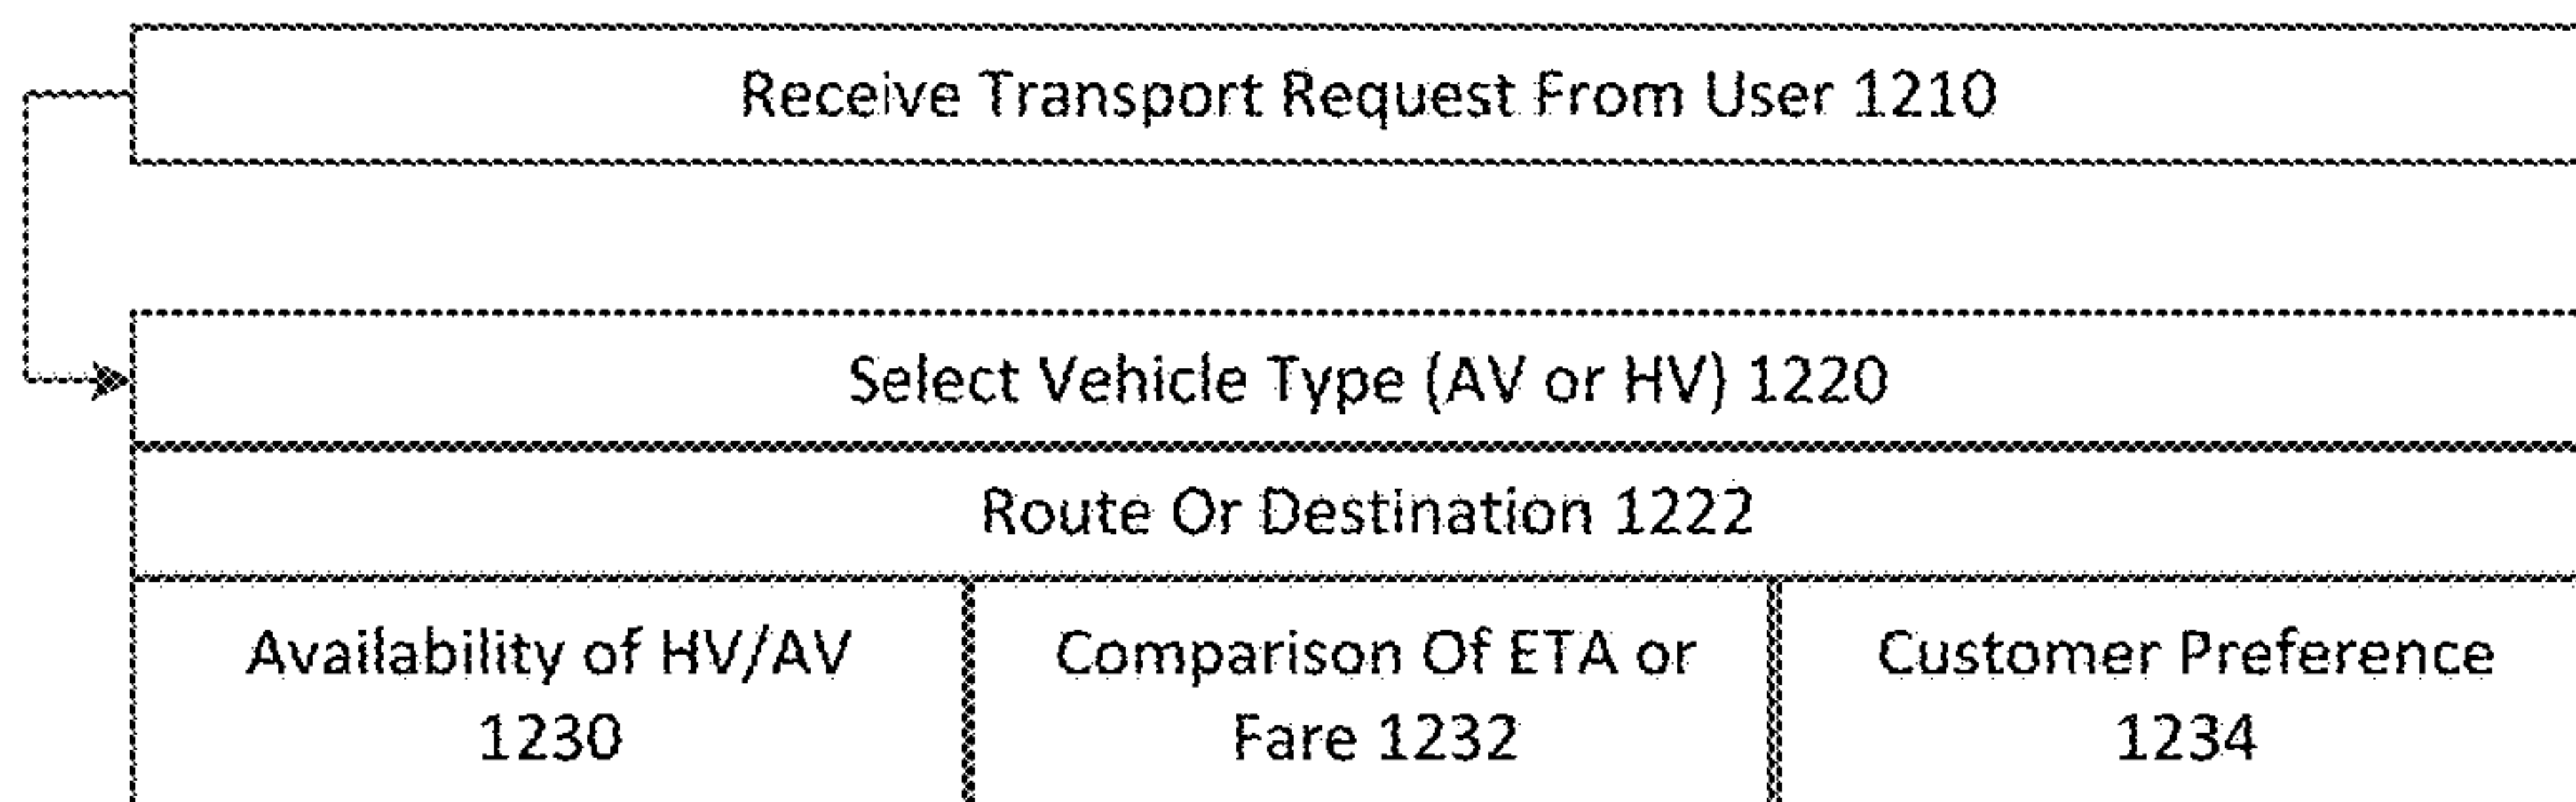 Receive Transport Request From User 1210
Select Vehicle Type (AV or HV) 1220
Route Or Destination 1222
Availability of HV/AV
1230
Comparison Of ETA or
Fare 1232
Customer Preference
1234